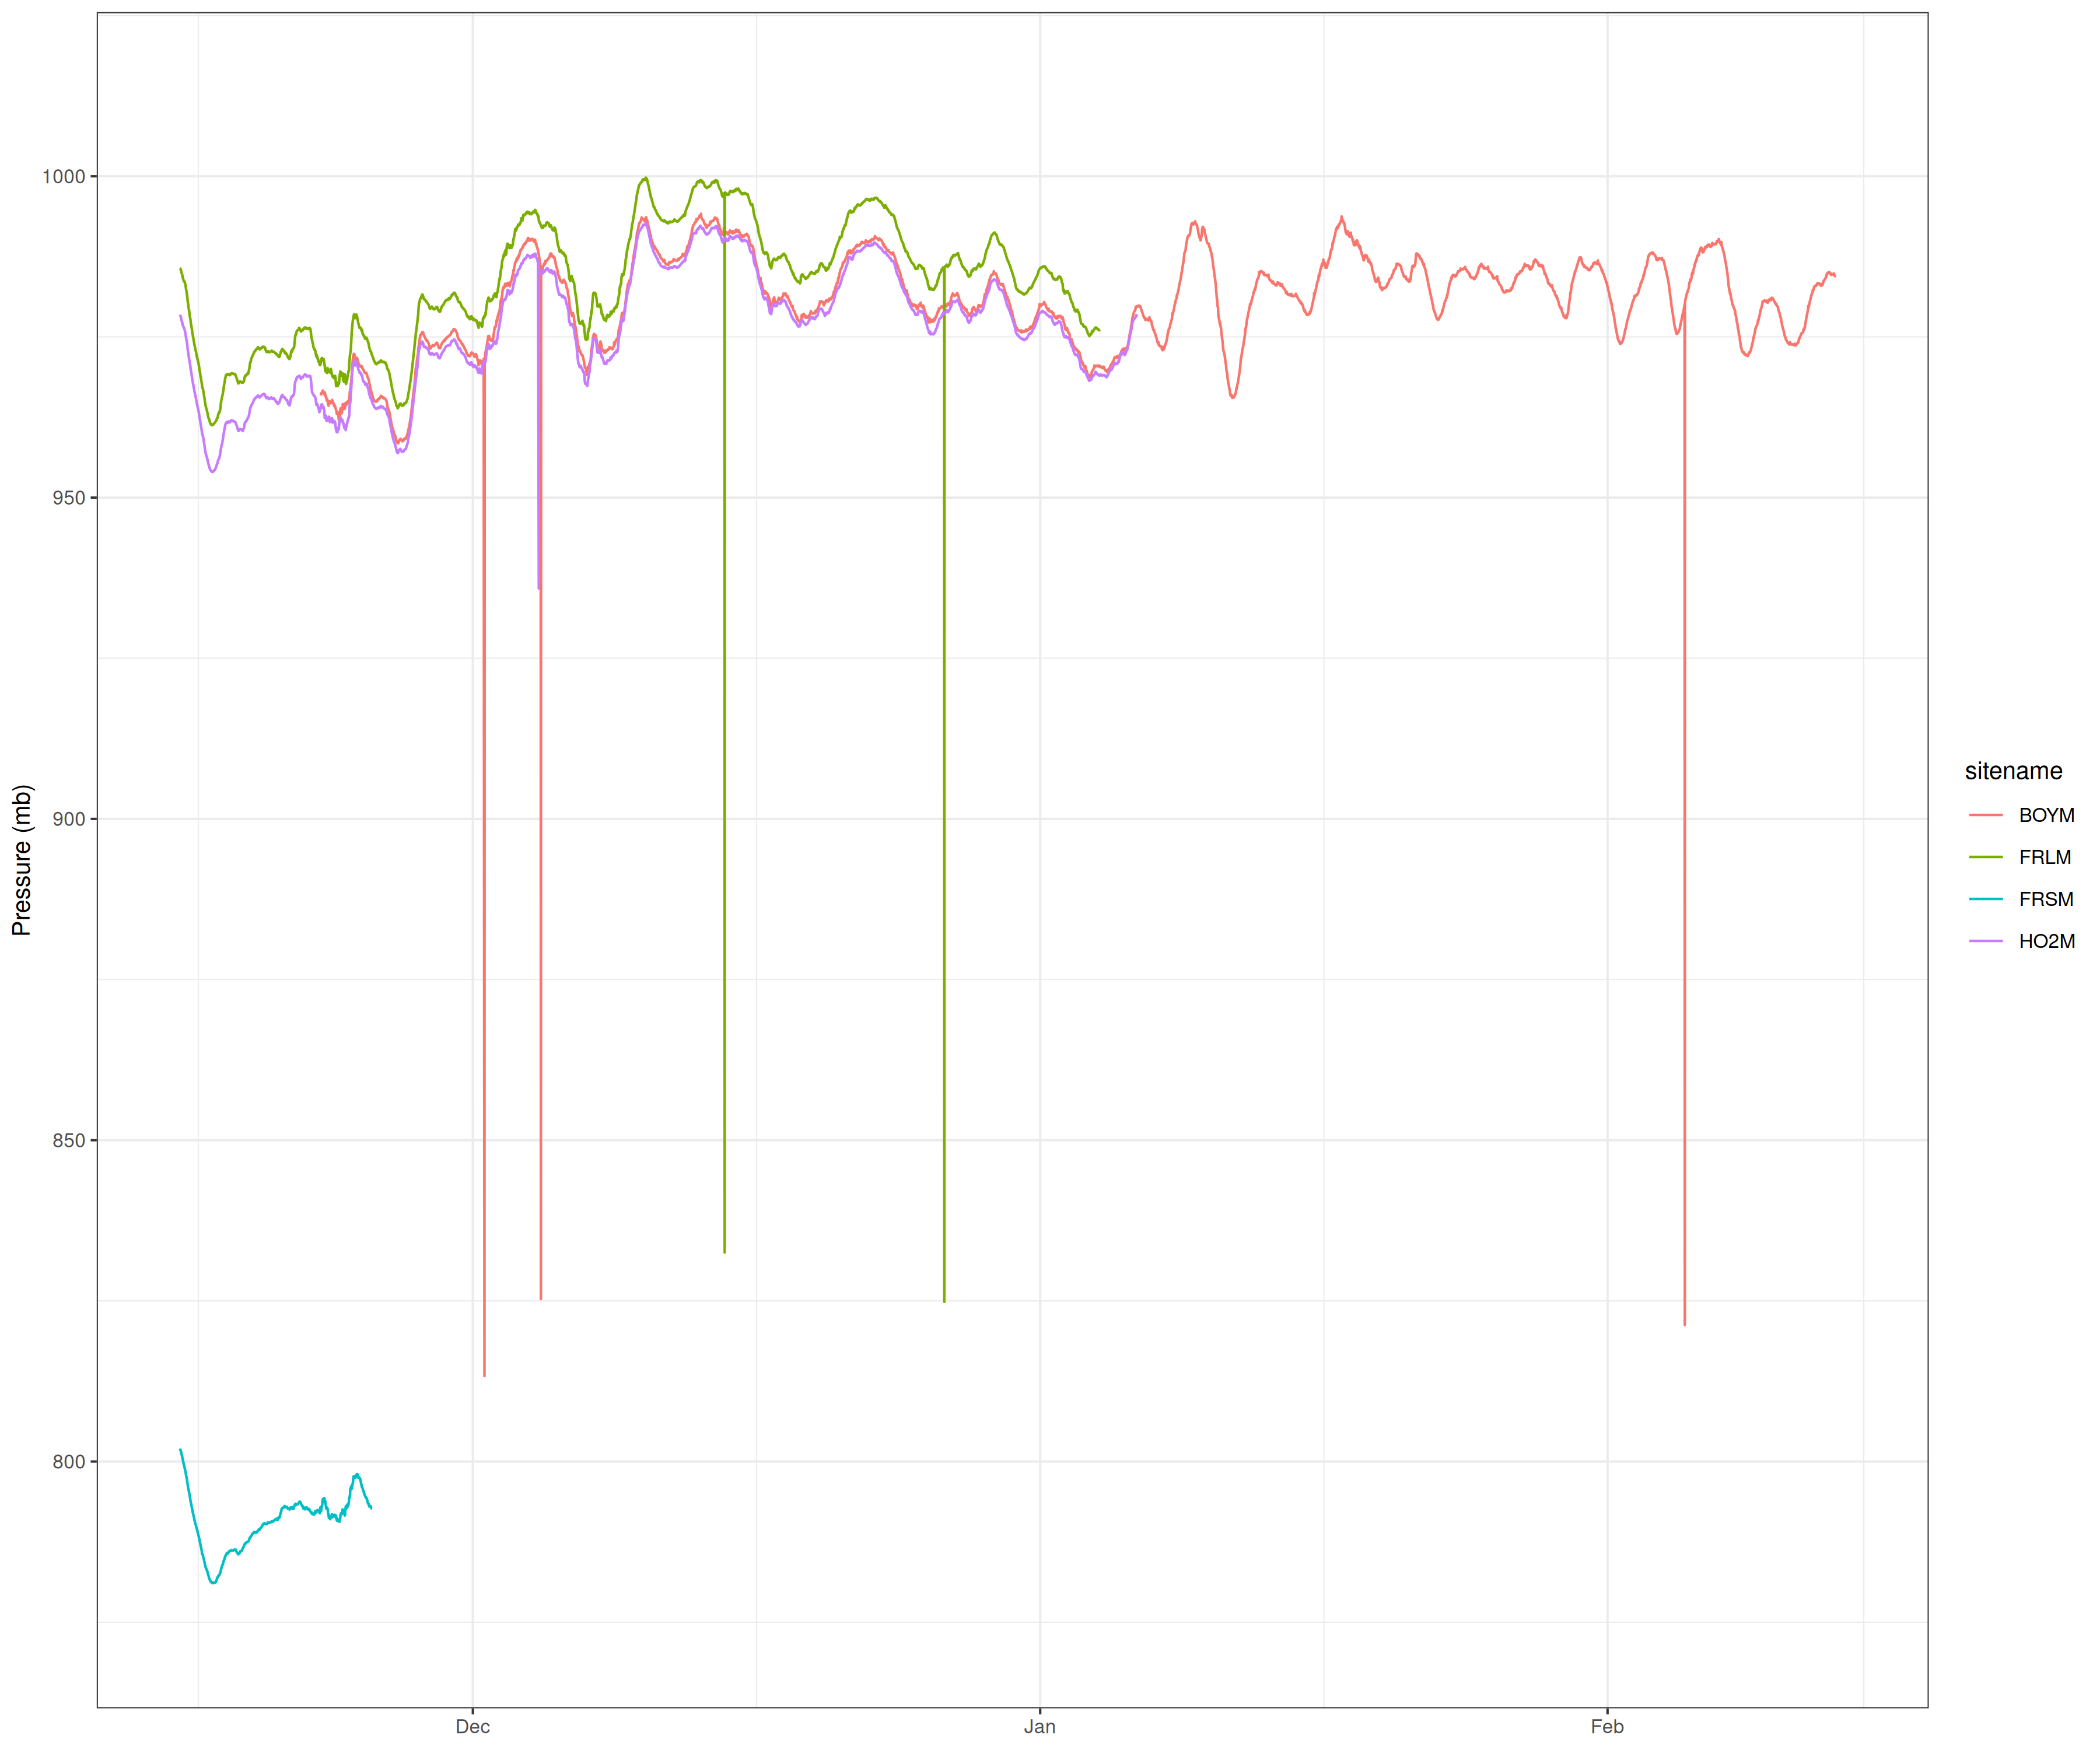 1000
950
900
850
800
Pressure (mb)
Dec
Jan
Feb
sitename
BOYM
FRLM
FRSM
HO2M